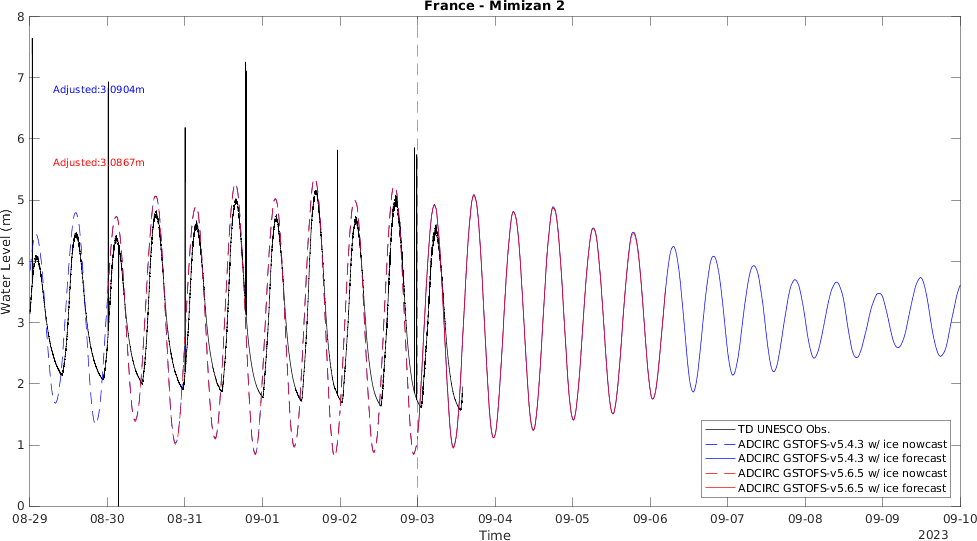 France - Mimizan 2
8
7
6
5
4
3
2
1
0
Water Level (m)
Adjusted:3.0904m
Adjusted:3.0867m
TD UNESCO Obs.
ADCIRC GSTOFS-v5.4.3 w/ ice nowcast
ADCIRC GSTOFS-v5.4.3 w/ ice forecast
ADCIRC GSTOFS-v5.6.5 w/ ice nowcast
ADCIRC GSTOFS-v5.6.5 w/ ice forecast
08-29 08-30 08-31 09-01 09-02 09-03 09-04 09-05 09-06 09-07 09-08 09-09 09-10
Time
2023